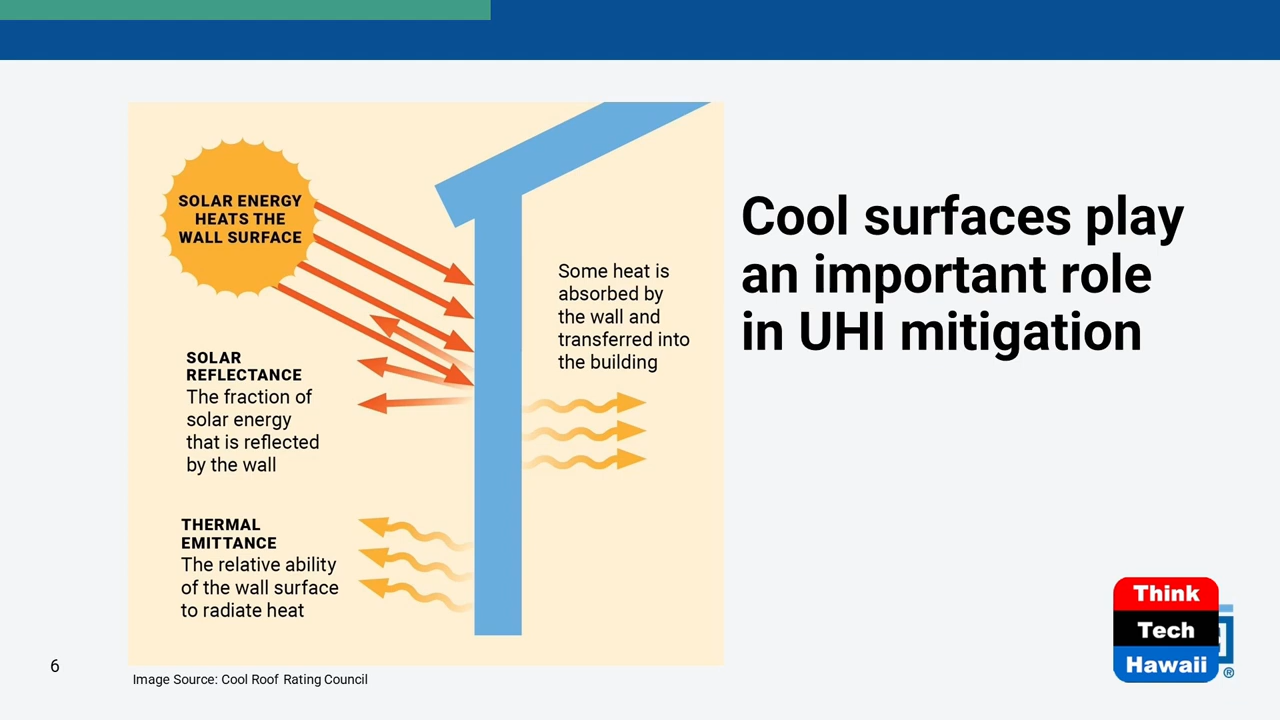 SOLAR ENERGY
HEATS THE
WALL SURFACE
SOLAR
REFLECTANCE
The fraction of
solar energy
that is reflected
by the wall
THERMAL
EMITTANCE
The relative ability
of the wall surface
to radiate heat
Some heat is
absorbed by
the wall and
transferred into
the building
Cool surfaces play
an important role
in UHI mitigation
6
Image Source: Cool Roof Rating Council
Think
Tech
Hawaii
®